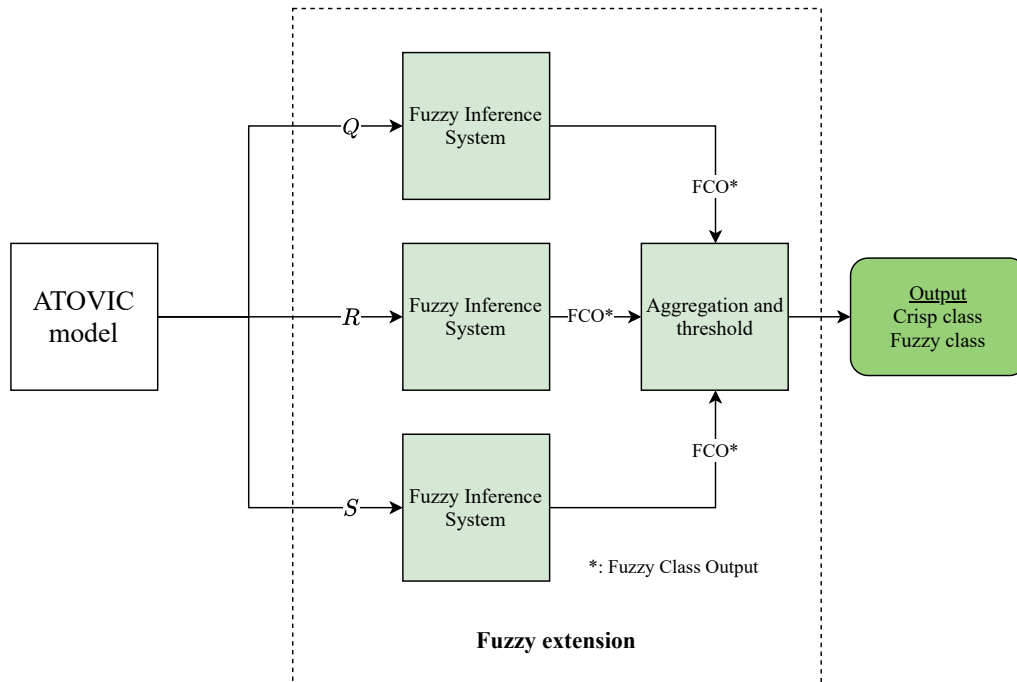 Q
Fuzzy Inference
System
FCO*
ATOVIC
model
R
Fuzzy Inference
System
FCO*
Aggregation and
threshold
Output
Crisp class
Fuzzy class
S
Fuzzy Inference
System
FCO*
*: Fuzzy Class Output
Fuzzy extension